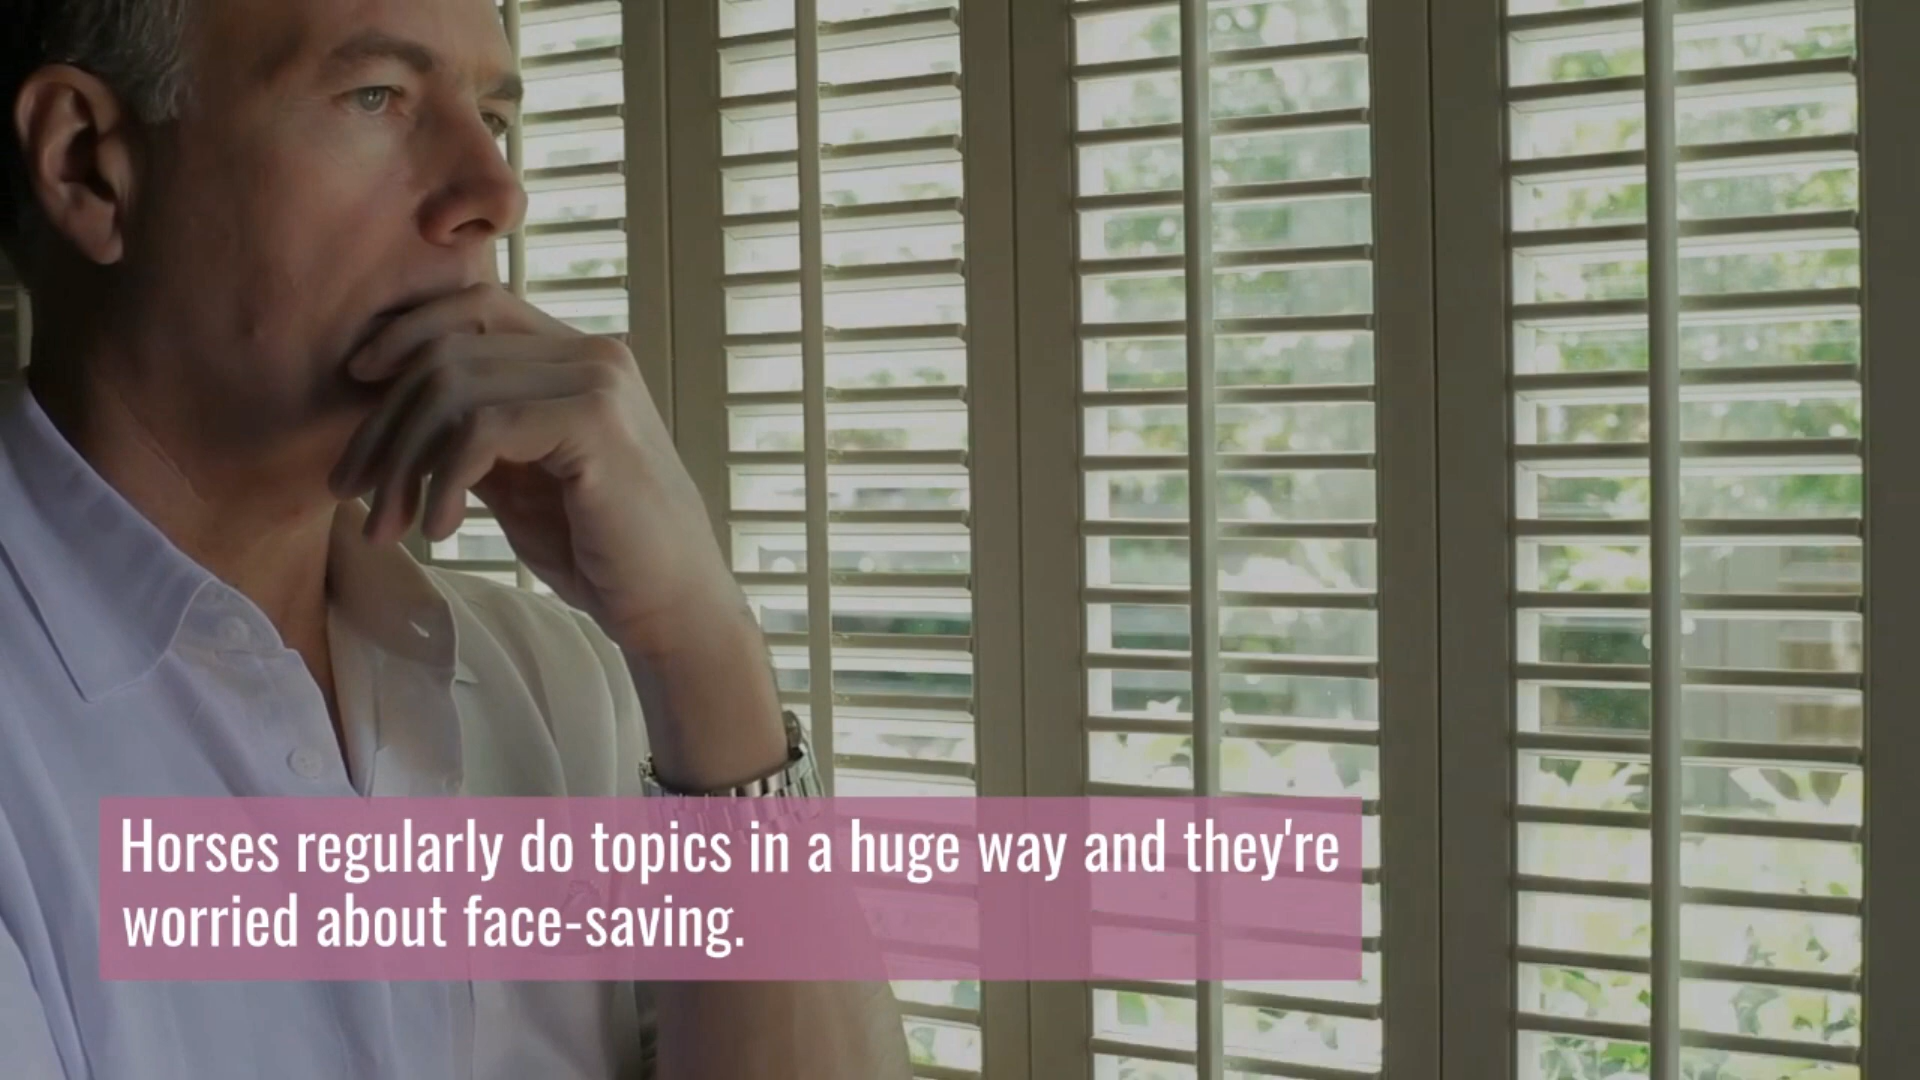 Horses regularly do topics in a huge way and they're
worried about face-saving.